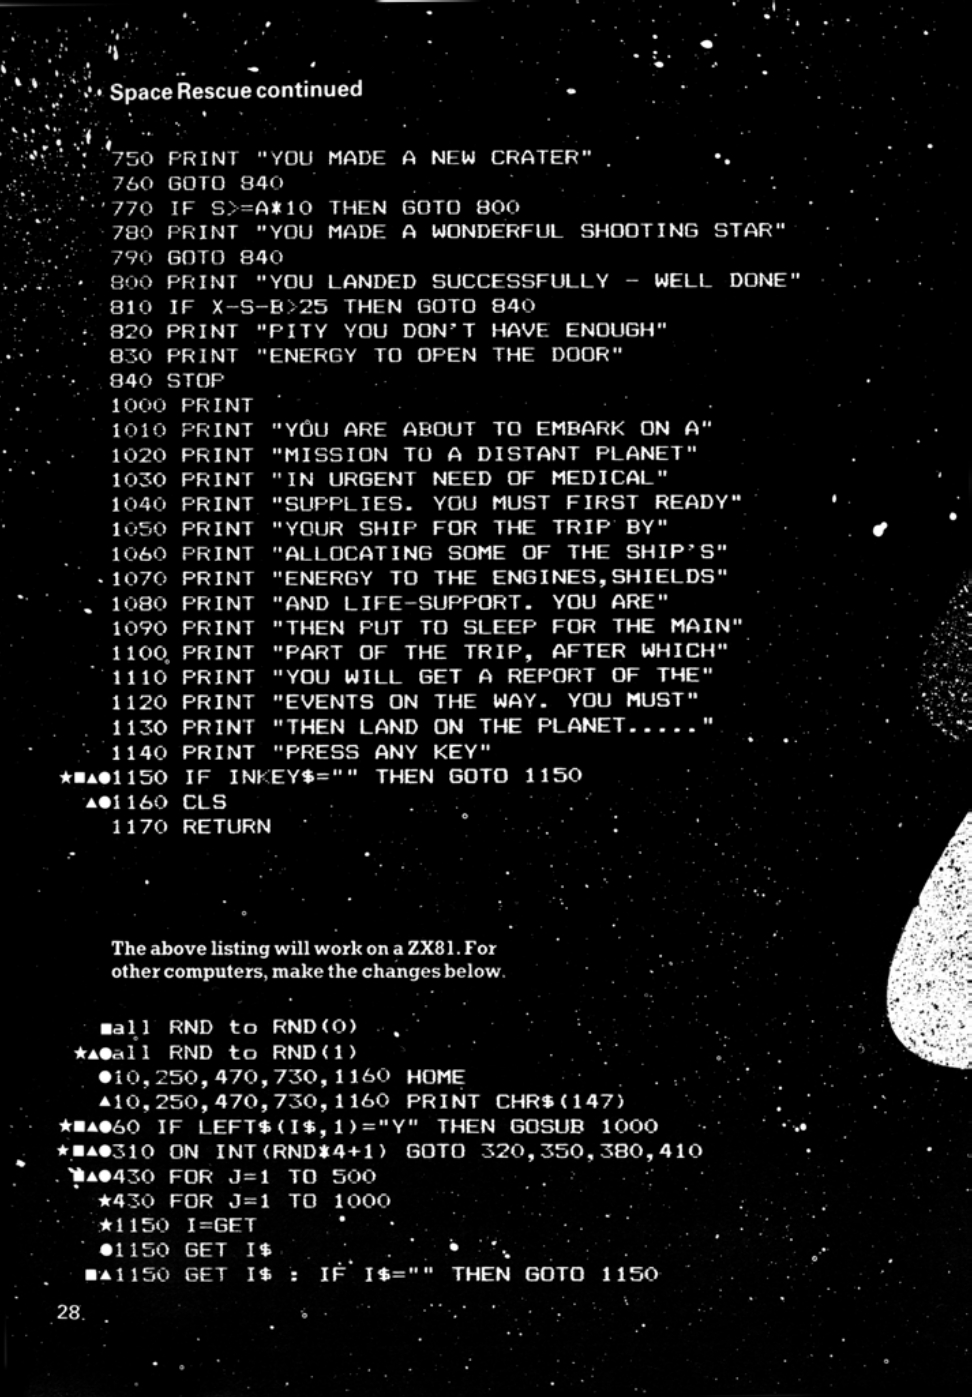 Space Rescue continued
750 PRINT "YOU MADE A NEW CRATER"
760 GOTO 840
770 IF S>=A*10 THEN GOTO 800
780 PRINT "YOU MADE A WONDERFUL SHOOTING STAR"
790 GOTO 840
800 PRINT "YOU LANDED SUCCESSFULLY - WELL DONE"
810 IF X-S-B>25 THEN GOTO 840
820 PRINT "PITY YOU DON'T HAVE ENOUGH"
830 PRINT "ENERGY TO OPEN THE DOOR"
840 STOP
1000 PRINT
1010 PRINT "YOU ARE ABOUT TO EMBARK ON A"
1020 PRINT "MISSION TO A DISTANT PLANET"
1030 PRINT "IN URGENT NEED OF MEDICAL"
1040 PRINT "SUPPLIES. YOU MUST FIRST READY"
1050 PRINT "YOUR SHIP FOR THE TRIP BY"
1060 PRINT "ALLOCATING SOME OF THE SHIP'S"
1070 PRINT "ENERGY TO THE ENGINES,SHIELDS"
1080 PRINT "AND LIFE-SUPPORT. YOU ARE"
1090 PRINT "THEN PUT TO SLEEP FOR THE MAIN"
1100 PRINT "PART OF THE TRIP, AFTER WHICH"
1110 PRINT "YOU WILL GET A REPORT OF THE"
1120 PRINT "EVENTS ON THE WAY. YOU MUST"
1130 PRINT "THEN LAND ON THE PLANET....."
1140 PRINT "PRESS ANY KEY"
★■▲●1150 IF INKEY$="" THEN GOTO 1150
▲●1160 CLS
1170 RETURN
The above listing will work on a ZX81. For
other computers, make the changes below.
■all RND to RND(0)
★▲●all RND to RND(1)
●10,250,470,730,1160 HOME
▲10,250,470,730,1160 PRINT CHR$(147)
★■▲●60 IF LEFT$(I$,1)="Y" THEN GOSUB 1000
★■▲●310 ON INT(RND*4+1) GOTO 320,350,380,410
■▲●430 FOR J=1 TO 500
★430 FOR J=1 TO 1000
★1150 I=GET
●1150 GET I$
■▲1150 GET I$ : IF I$="" THEN GOTO 1150
28